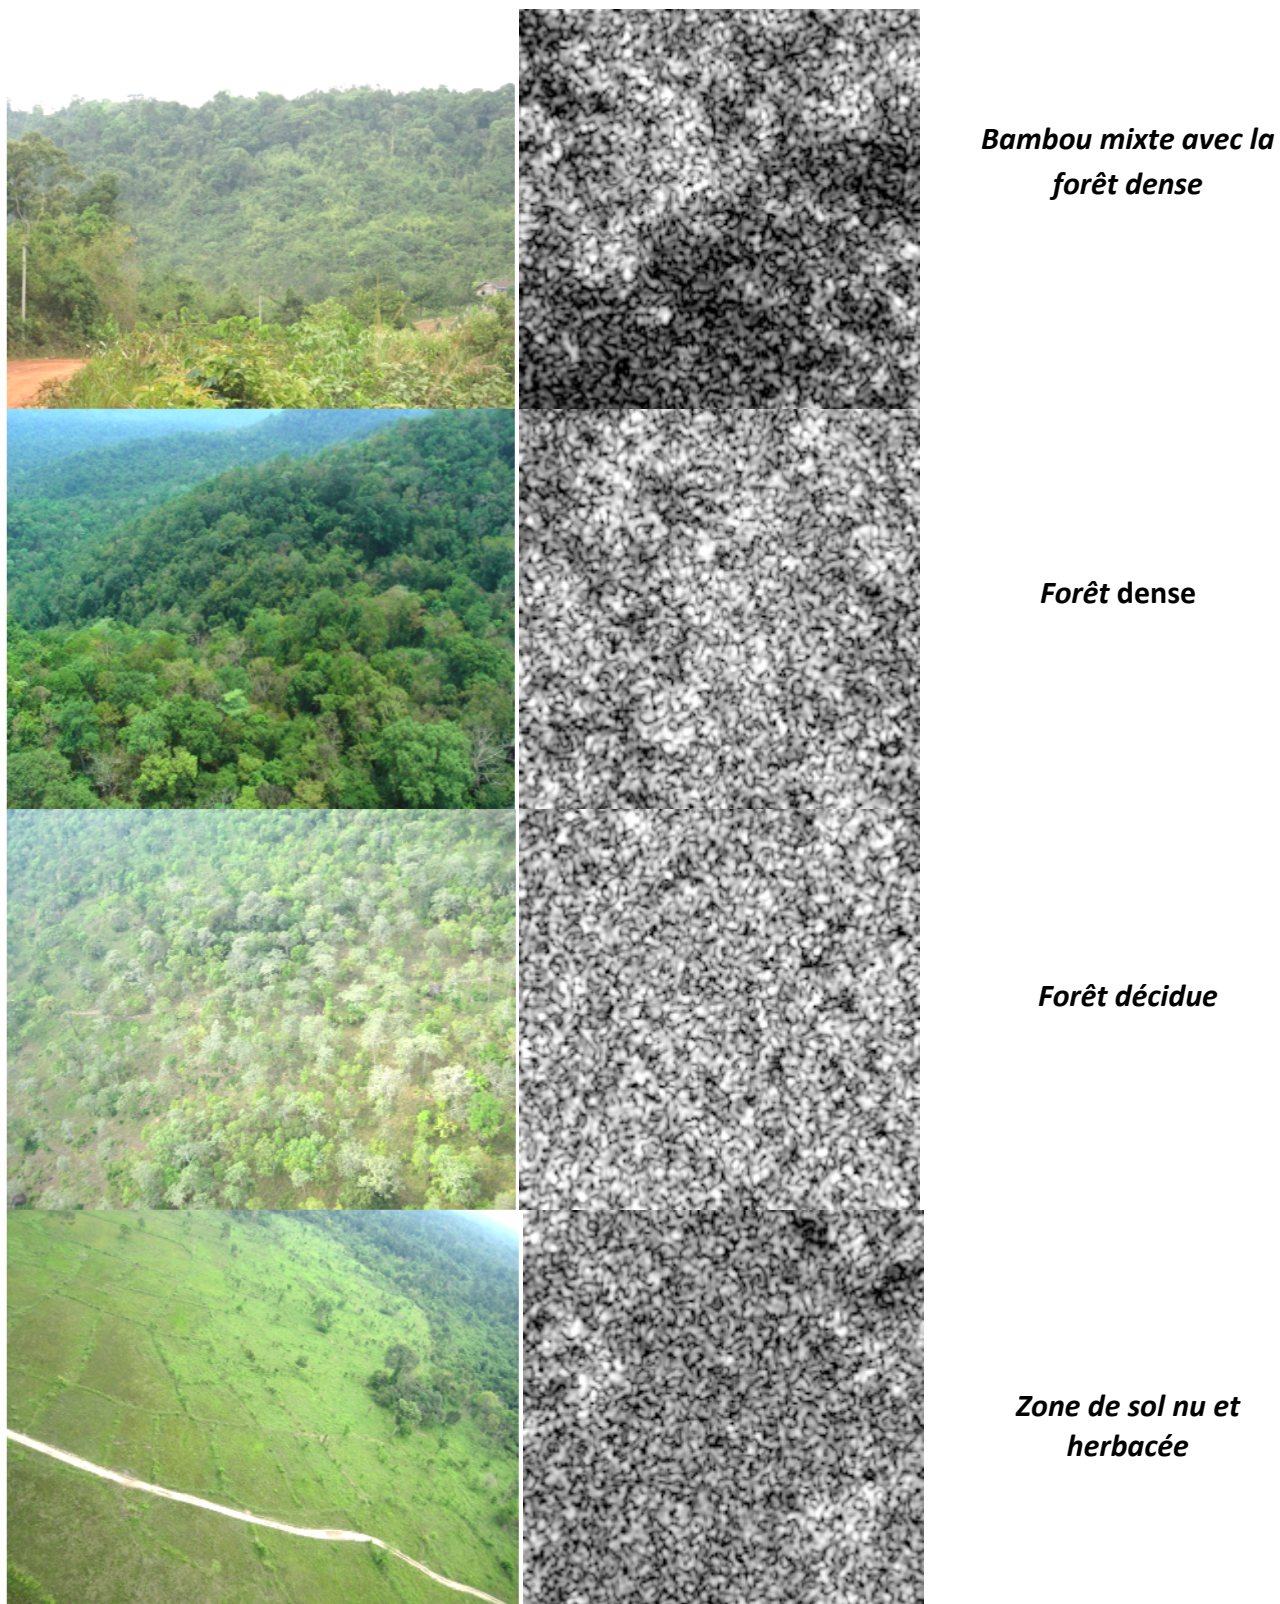 Bambou mixte avec la
forêt dense
Forêt dense
Forêt décidue
Zone de sol nu et
herbacée